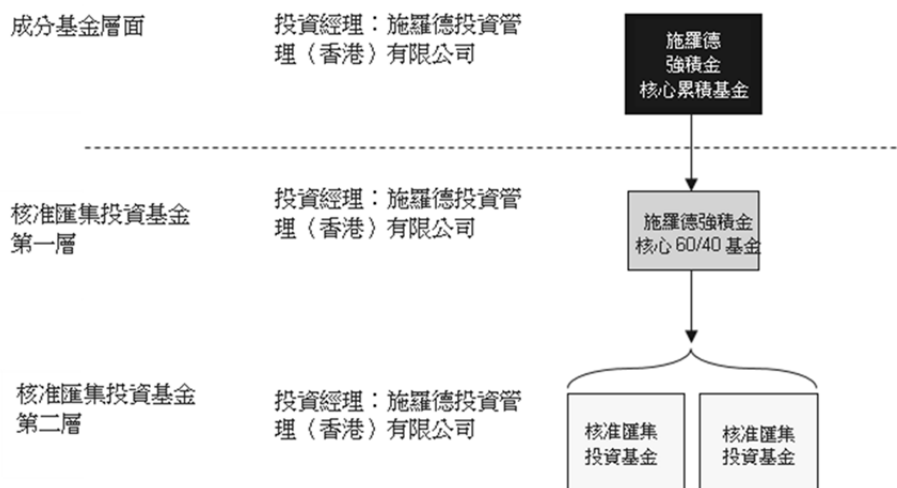 成分基金層面
投資經理：施羅德投資管
理（香港）有限公司
施羅德
強積金
核心累積基金
核准匯集投資基金
第一層
投資經理：施羅德投資管
理（香港）有限公司
施羅德強積金
核心 60/40 基金
核准匯集投資基金
第二層
投資經理：施羅德投資管
理（香港）有限公司
核准匯集
投資基金
核准匯集
投資基金